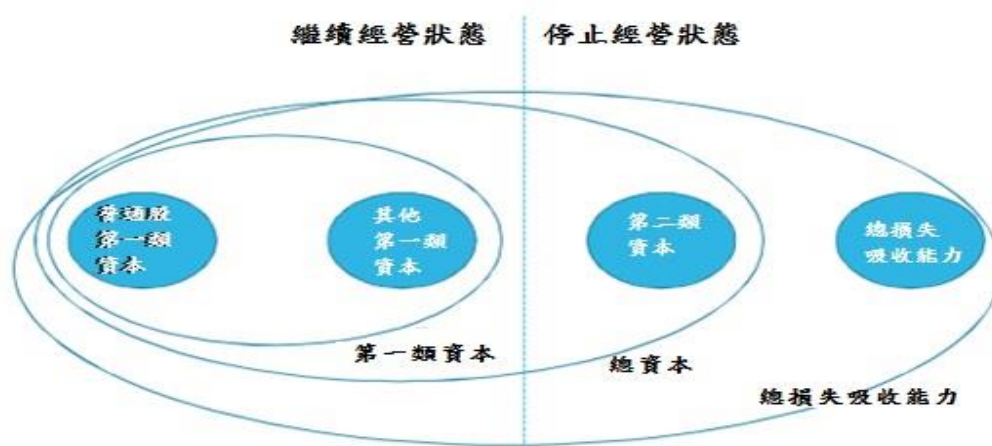 繼續經營狀態
停止經營狀態
普通股
第一類
資本
其他
第一類
資本
第二類
資本
總損失
吸收能力
第一類資本
總資本
總損失吸收能力